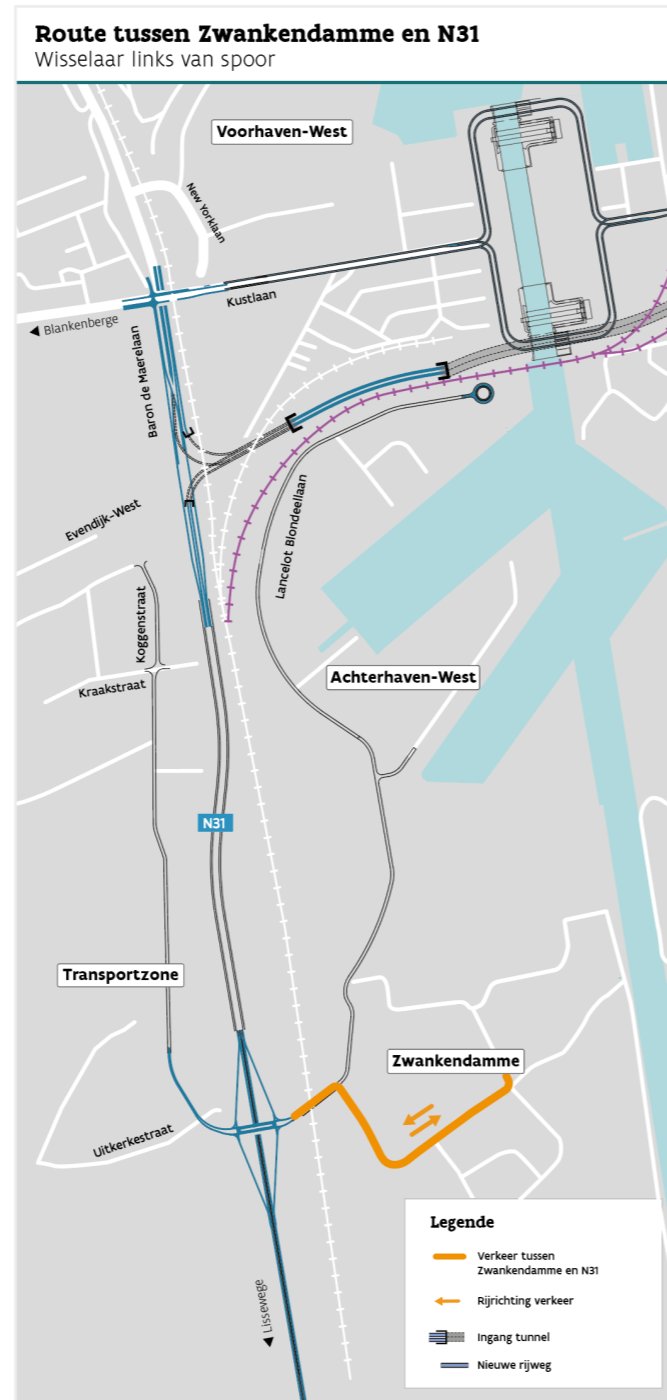 Route tussen Zwankendamme en N31
Wisselaar links van spoor
Voorhaven-West
New Yorklaan
Kustlaan
◀ Blankenberge
Baron de Maerelaan
Evendijk-West
Lancelot Blondeellaan
Koggenstraat
Kraakstraat
Achterhaven-West
N31
Transportzone
Zwankendamme
Uitkerkestraat
◀ Lissewege
Legende
Verkeer tussen
Zwankendamme en N31
Rijrichting verkeer
Ingang tunnel
Nieuwe rijweg